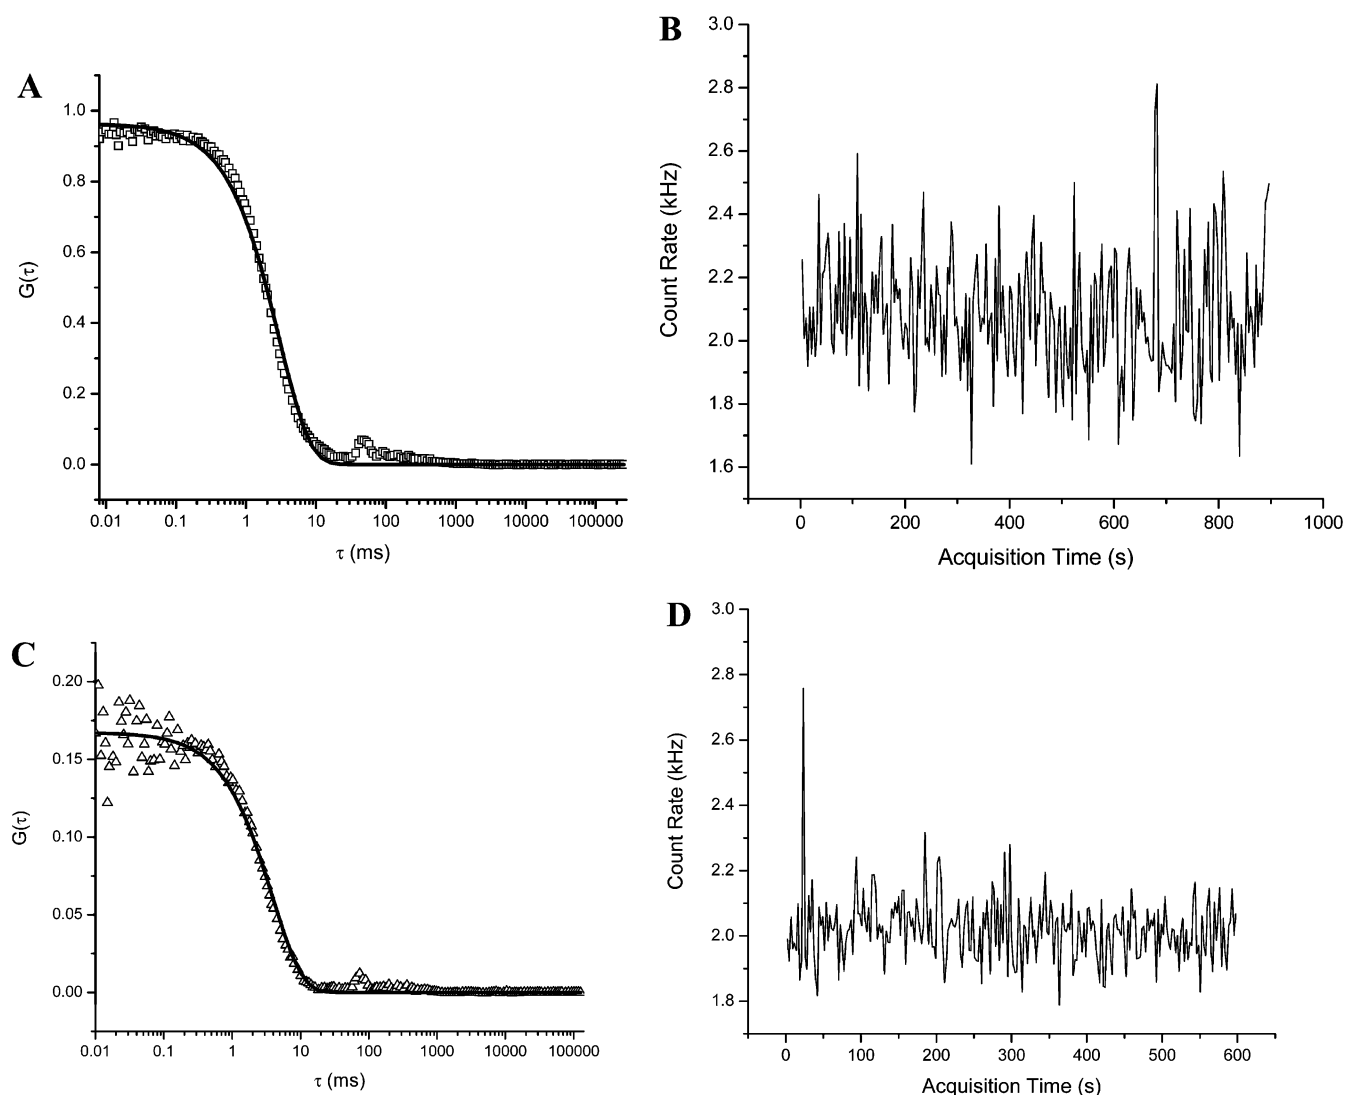 A
1.0
0.8
0.6
0.4
0.2
0.0
G(τ)
0.01 0.1 1 10 100 1000 10000 100000
τ (ms)
B
3.0
2.8
2.6
2.4
2.2
2.0
1.8
1.6
Count Rate (kHz)
0 200 400 600 800 1000
Acquisition Time (s)
C
0.20
0.15
0.10
0.05
0.00
G(τ)
0.01 0.1 1 10 100 1000 10000 100000
τ (ms)
D
3.0
2.8
2.6
2.4
2.2
2.0
1.8
Count Rate (kHz)
0 100 200 300 400 500 600
Acquisition Time (s)